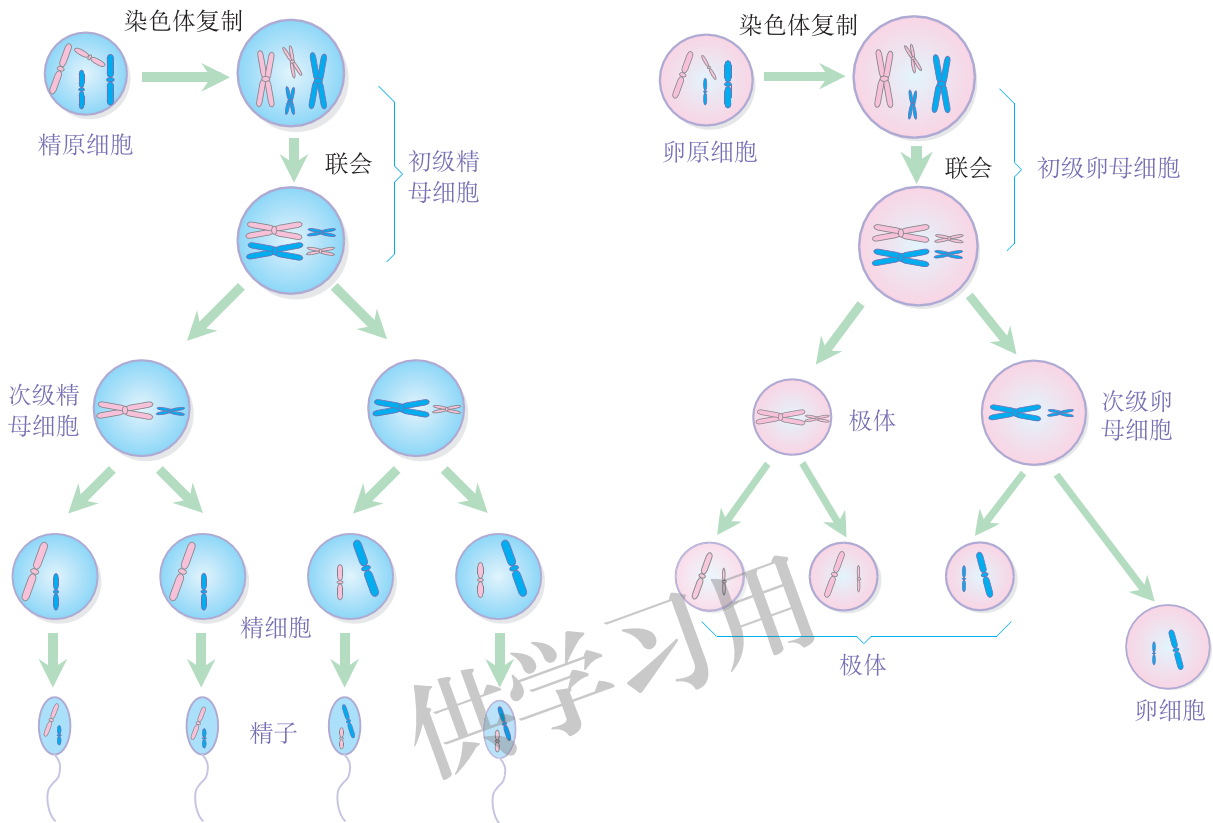 染色体复制
精原细胞
联会
初级精
母细胞
次级精
母细胞
精细胞
精子
染色体复制
卵原细胞
联会
初级卵母细胞
极体
次级卵
母细胞
极体
卵细胞
供学习用